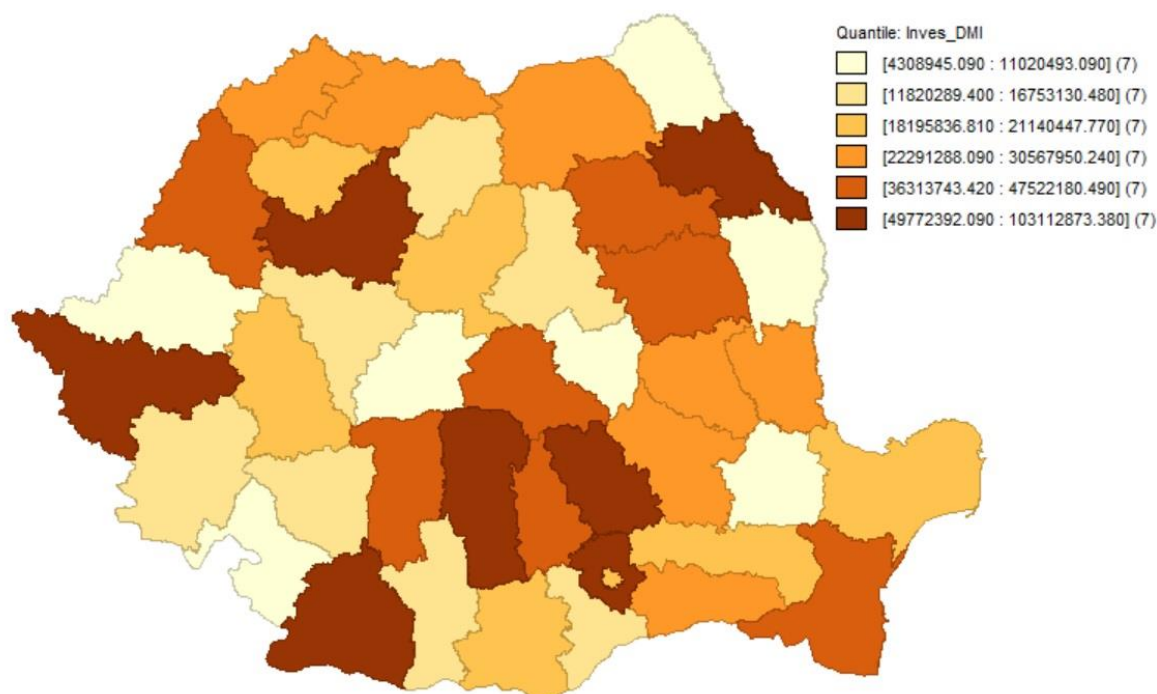 Quantile: Inves_DMI
[4308945.090 : 11020493.090] (7)
[11820289.400 : 16753130.480] (7)
[18195836.810 : 21140447.770] (7)
[22291288.090 : 30567950.240] (7)
[36313743.420 : 47522180.490] (7)
[49772392.090 : 103112873.380] (7)